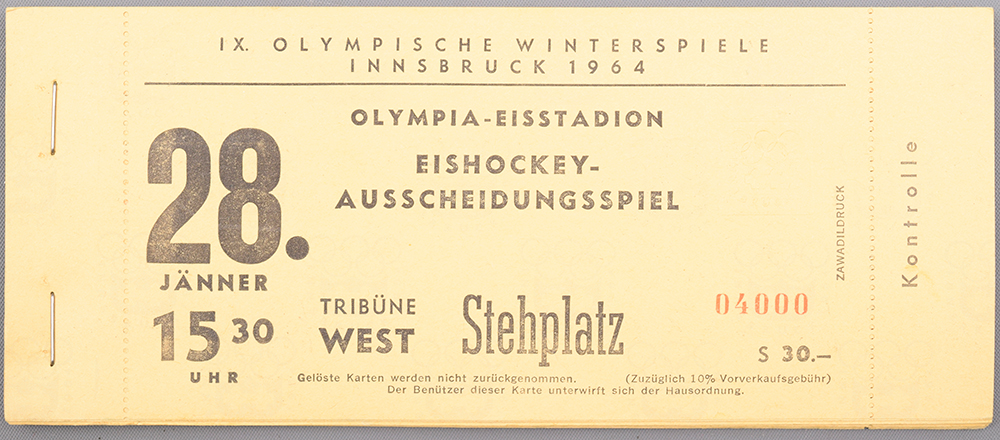 IX. OLYMPISCHE WINTERSPIELE
INNSBRUCK 1964
OLYMPIA-EISSTADION
EISHOCKEY-
AUSSCHEIDUNGSSPIEL
28.
JÄNNER
15 30
UHR
TRIBÜNE
WEST
Stehplatz
04000
S 30.–
Gelöste Karten werden nicht zurückgenommen. (Zuzüglich 10% Vorverkaufsgebühr)
Der Benützer dieser Karte unterwirft sich der Hausordnung.
ZAWADILDRUCK
Kontrolle